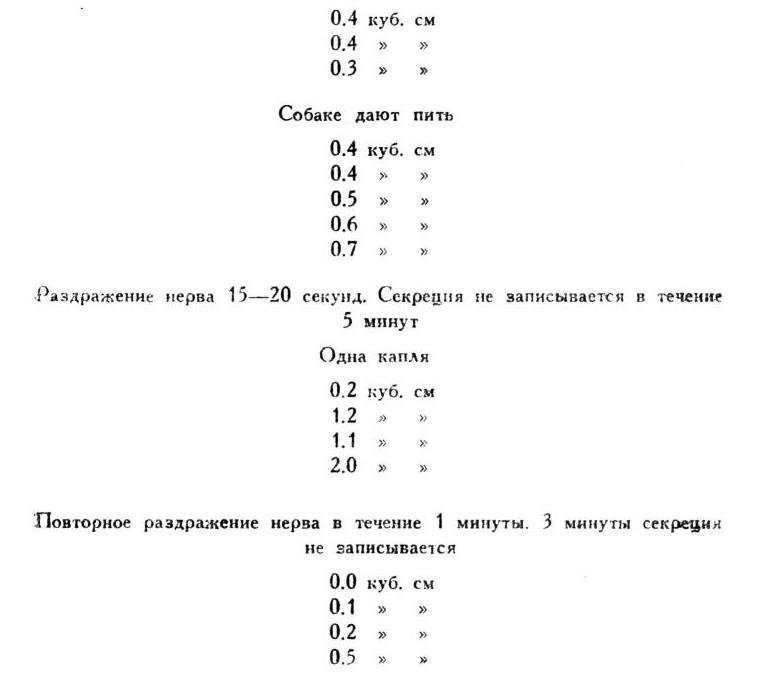 0.4 куб. см
0.4 » »
0.3 » »
Собаке дают пить
0.4 куб. см
0.4 » »
0.5 » »
0.6 » »
0.7 » »
Раздражение нерва 15—20 секунд. Секреция не записывается в течение
5 минут
Одна капля
0.2 куб. см
1.2 » »
1.1 » »
2.0 » »
Повторное раздражение нерва в течение 1 минуты. 3 минуты секреция
не записывается
0.0 куб. см
0.1 » »
0.2 » »
0.5 » »